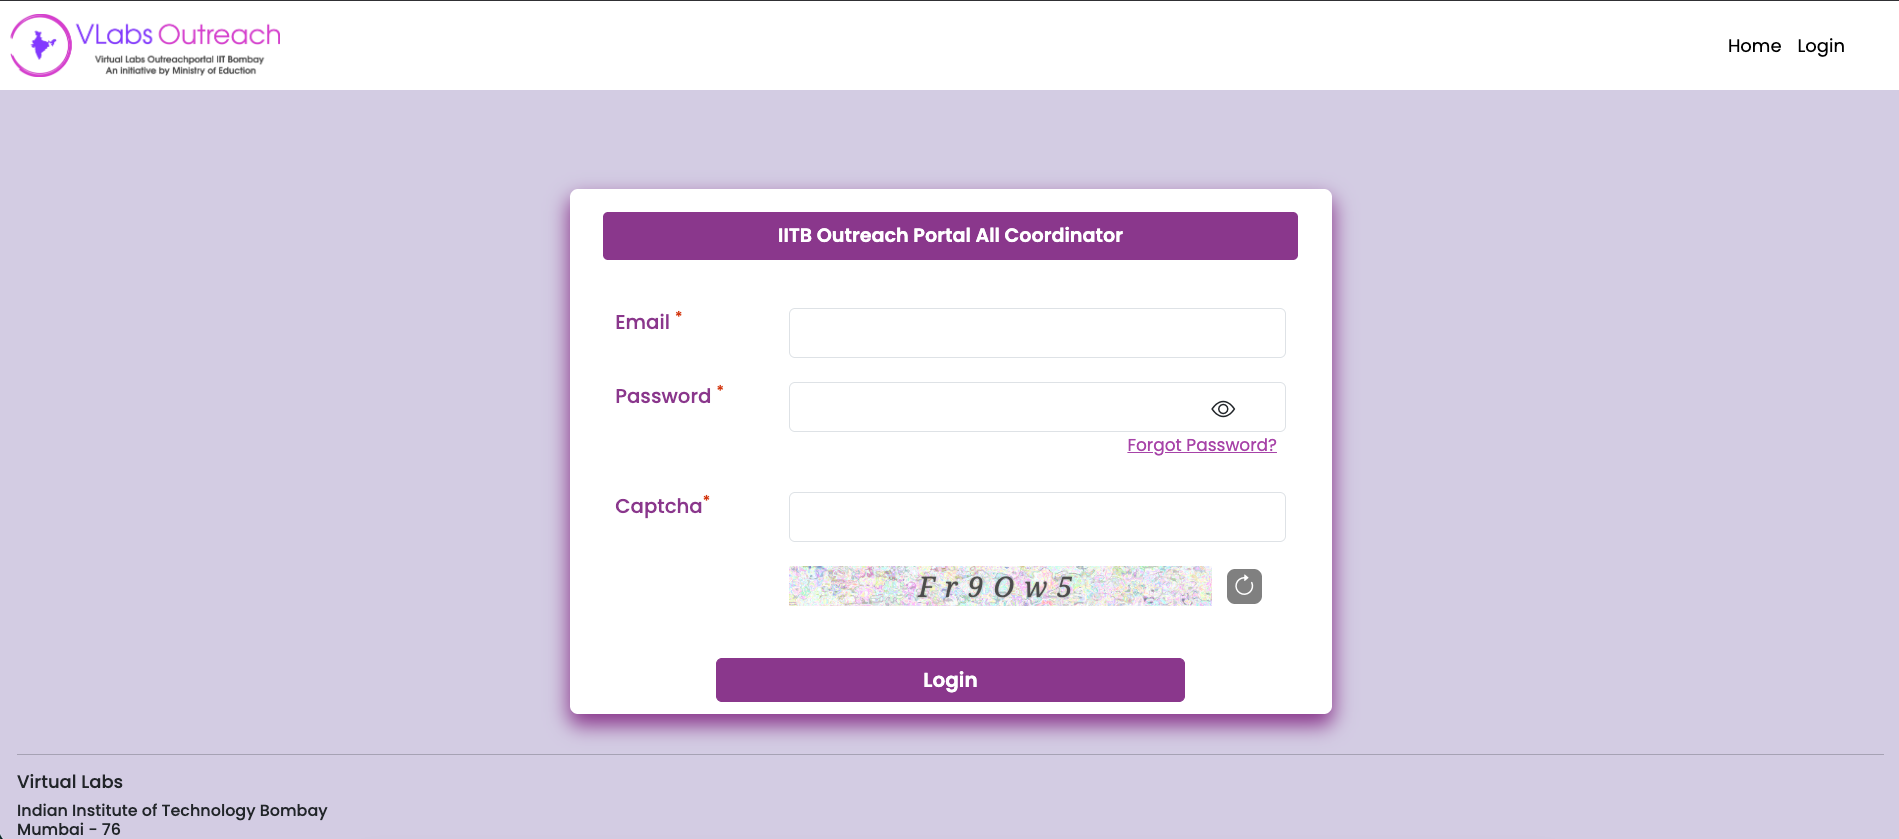 VLabs Outreach
Virtual Labs Outreachportal IIT Bombay
An initiative by Ministry of Eduction
Home Login
IITB Outreach Portal All Coordinator
Email *
Password *
Forgot Password?
Captcha*
Fr9Ow5
Login
Virtual Labs
Indian Institute of Technology Bombay
Mumbai - 76